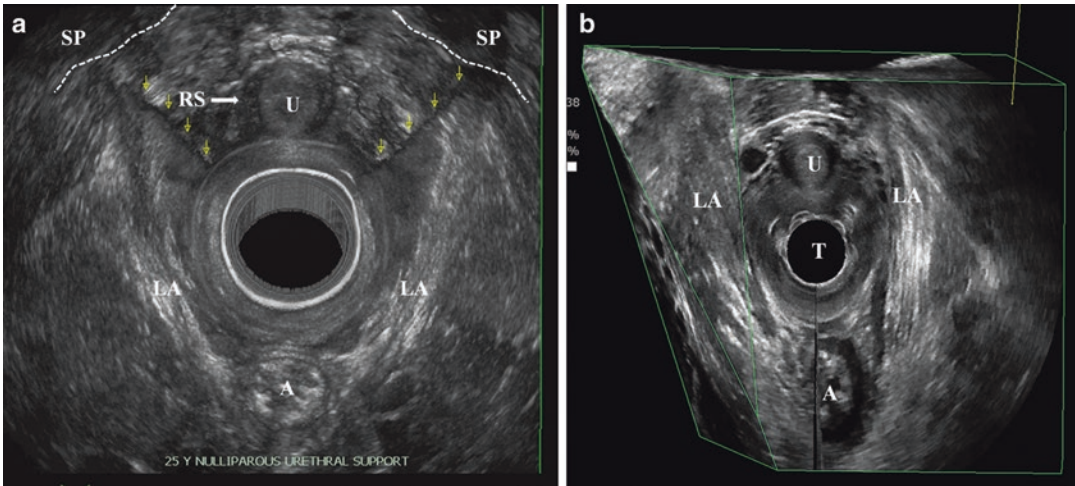 a
SP
SP
RS
U
LA
LA
A
25 Y NULLIPAROUS URETHRAL SUPPORT
b
38
%
%
U
LA
LA
T
A